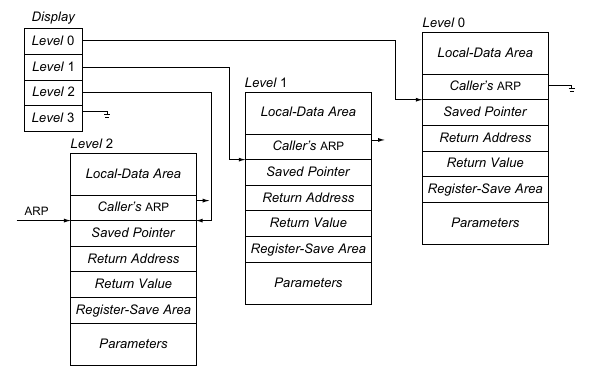 Display
Level 0
Level 1
Level 2
Level 3
Level 0
Local-Data Area
Caller's ARP
Saved Pointer
Return Address
Return Value
Register-Save Area
Parameters
Level 1
Local-Data Area
Caller's ARP
Saved Pointer
Return Address
Return Value
Register-Save Area
Parameters
Level 2
Local-Data Area
Caller's ARP
ARP
Saved Pointer
Return Address
Return Value
Register-Save Area
Parameters